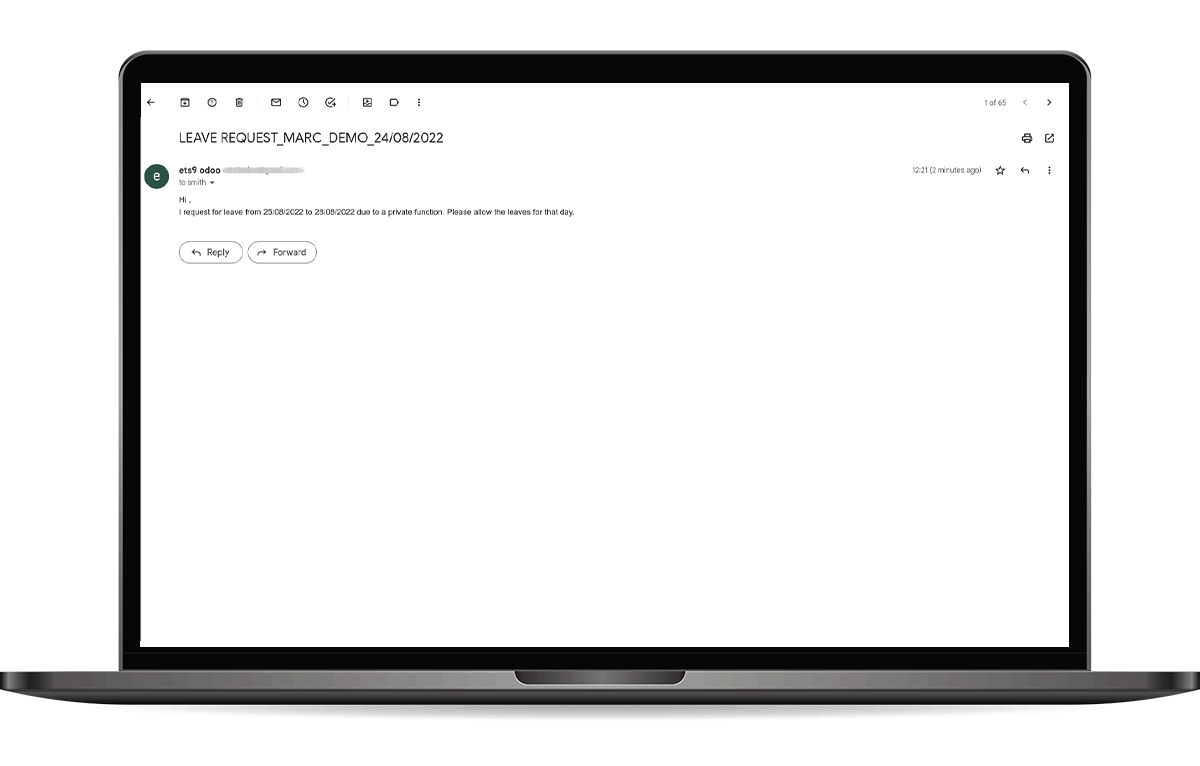 1 of 65
LEAVE REQUEST_MARC_DEMO_24/08/2022
e
ets9 odoo
12:21 (2 minutes ago)
to smith
Hi ,
I request for leave from 25/08/2022 to 28/08/2022 due to a private function. Please allow the leaves for that day.
Reply
Forward